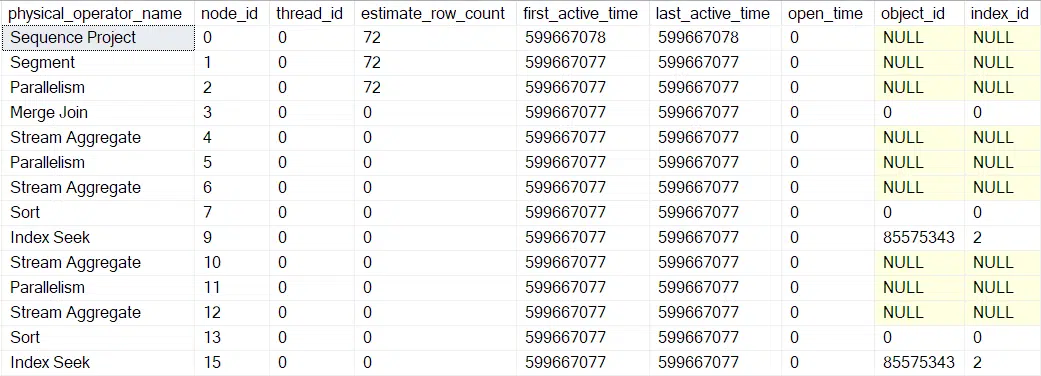 physical_operator_name node_id thread_id estimate_row_count first_active_time last_active_time open_time object_id index_id
Sequence Project 0 0 72 599667078 599667078 0 NULL NULL
Segment 1 0 72 599667077 599667077 0 NULL NULL
Parallelism 2 0 72 599667077 599667077 0 NULL NULL
Merge Join 3 0 0 599667077 599667077 0 0 0
Stream Aggregate 4 0 0 599667077 599667077 0 NULL NULL
Parallelism 5 0 0 599667077 599667077 0 NULL NULL
Stream Aggregate 6 0 0 599667077 599667077 0 NULL NULL
Sort 7 0 0 599667077 599667077 0 0 0
Index Seek 9 0 0 599667077 599667077 0 85575343 2
Stream Aggregate 10 0 0 599667077 599667077 0 NULL NULL
Parallelism 11 0 0 599667077 599667077 0 NULL NULL
Stream Aggregate 12 0 0 599667077 599667077 0 NULL NULL
Sort 13 0 0 599667077 599667077 0 0 0
Index Seek 15 0 0 599667077 599667077 0 85575343 2